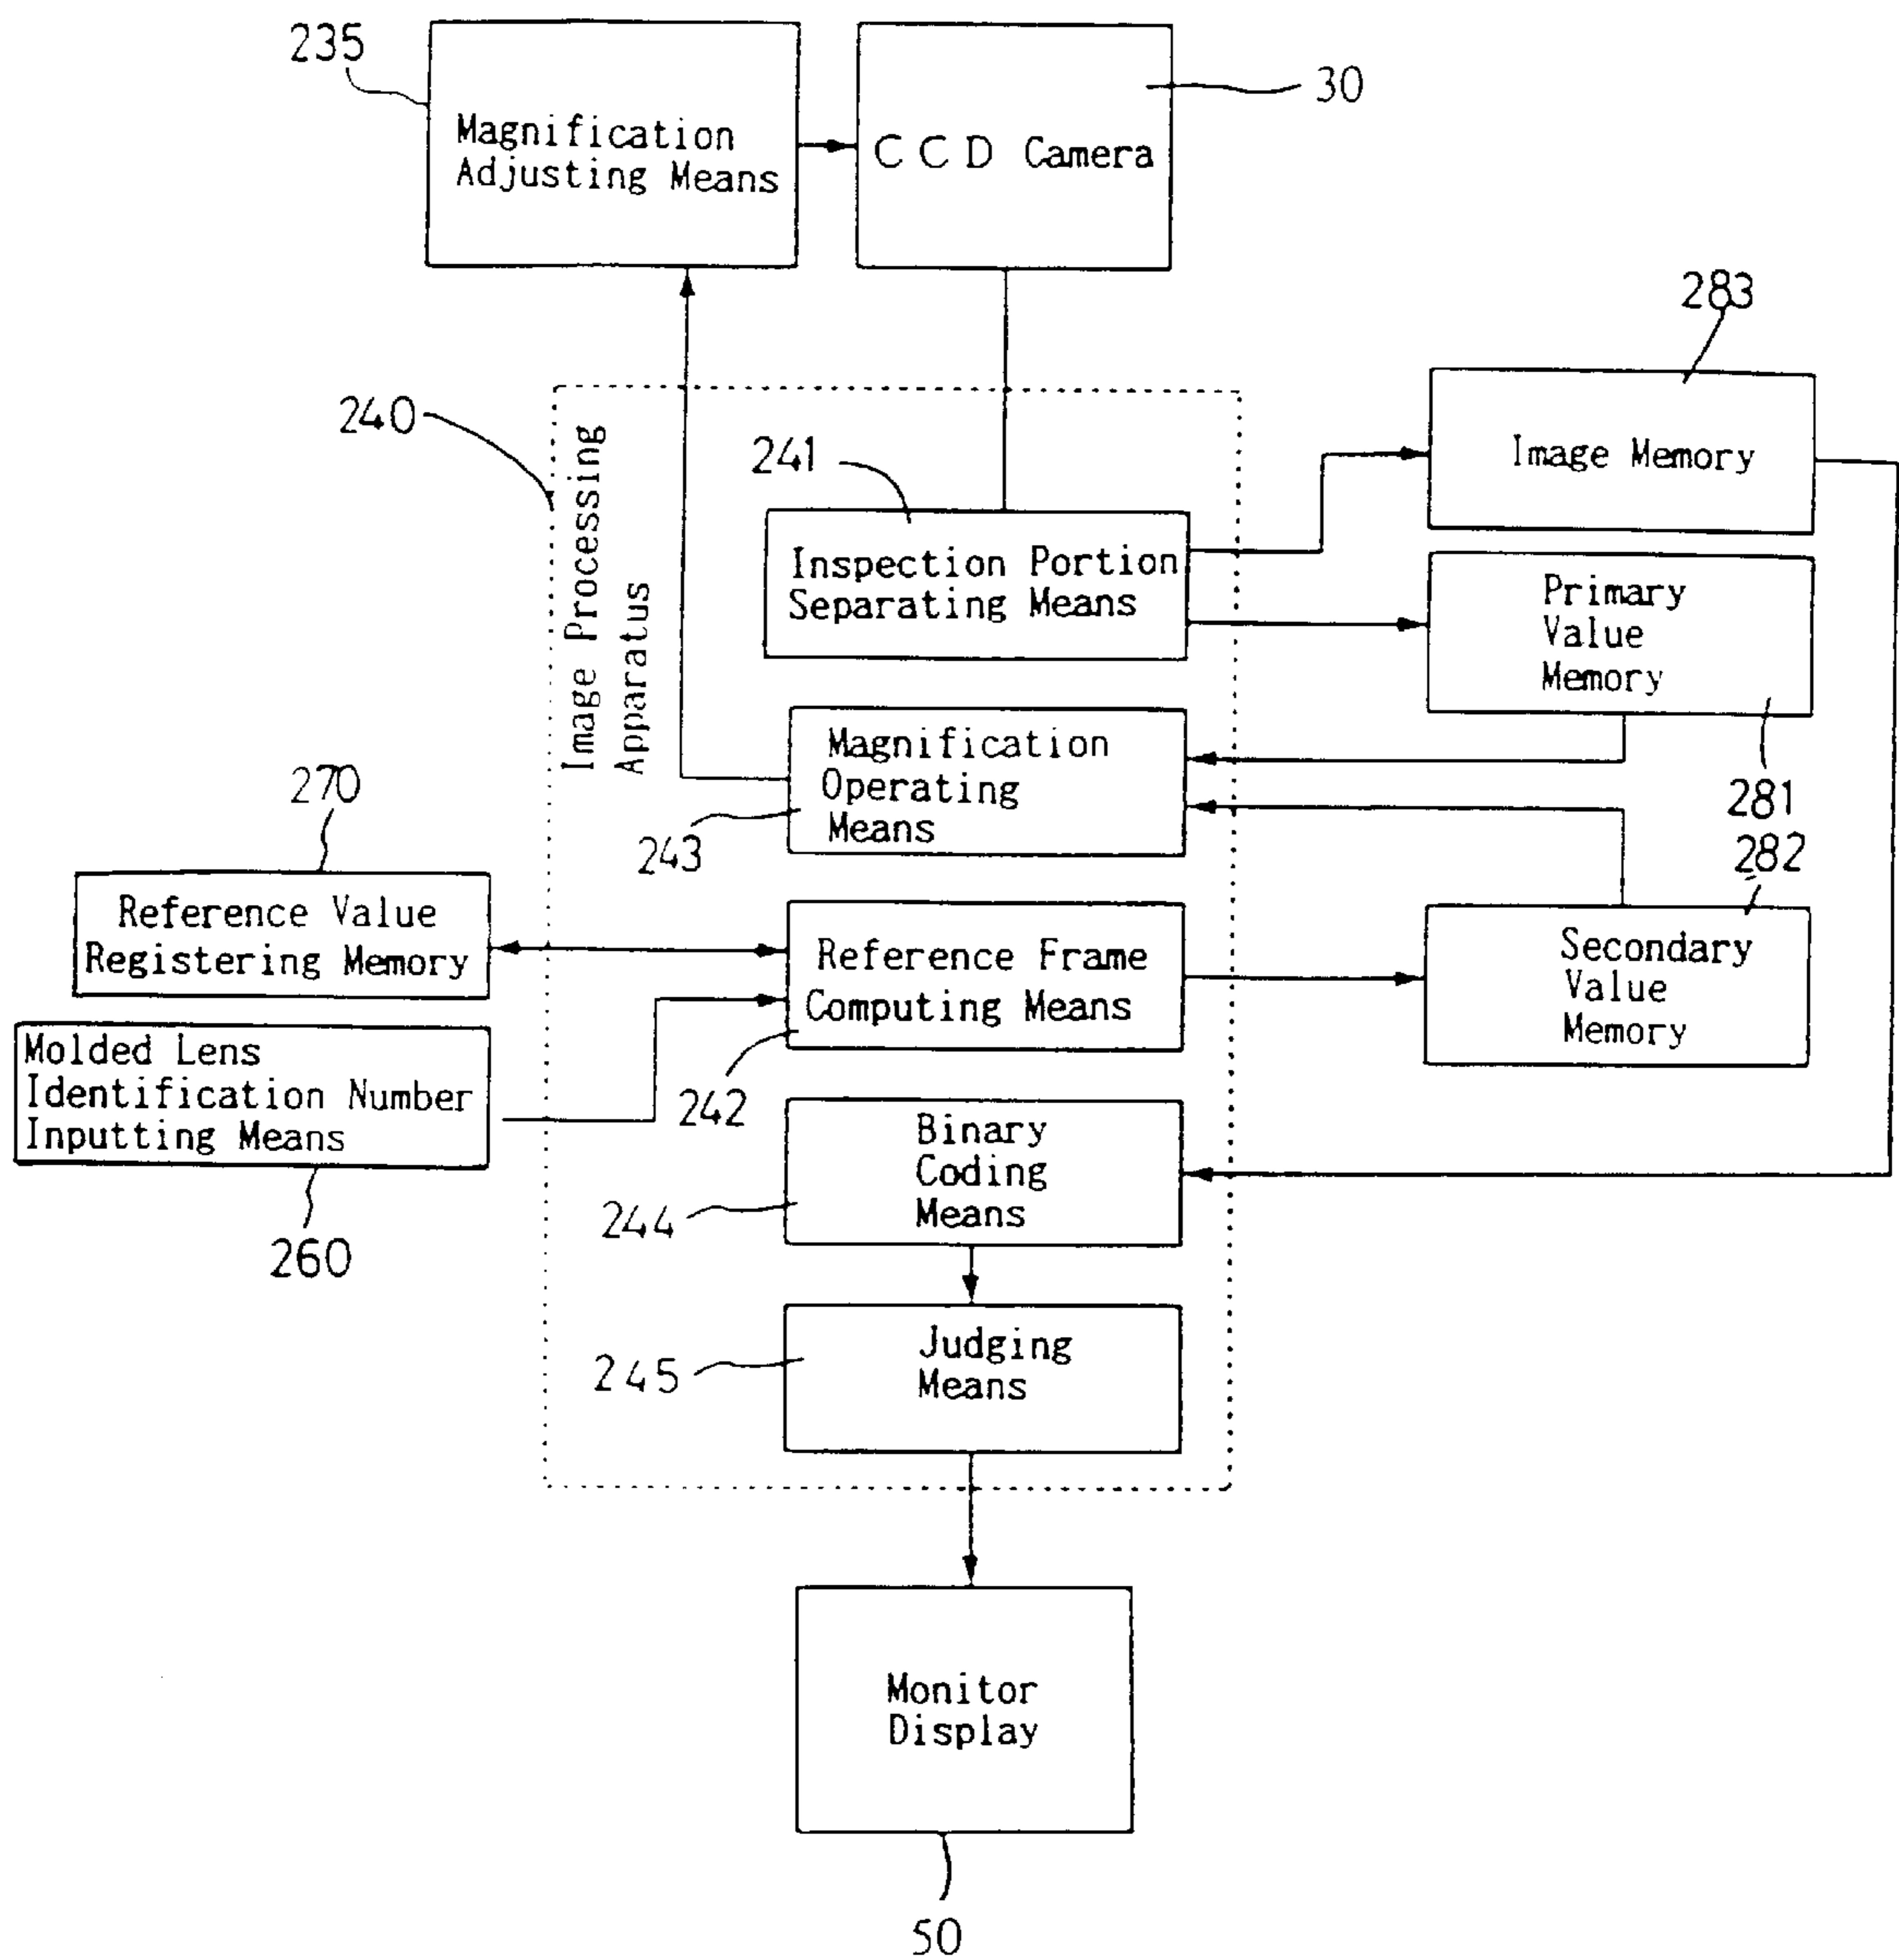 235
Magnification
Adjusting Means
CCD Camera
30
283
Image Memory
240
Image Processing
Apparatus
241
Inspection Portion
Separating Means
Primary
Value
Memory
281
Magnification
Operating
Means
243
282
270
Reference Value
Registering Memory
Reference Frame
Computing Means
242
Secondary
Value
Memory
Molded Lens
Identification Number
Inputting Means
260
Binary
Coding
Means
244
Judging
Means
245
Monitor
Display
50